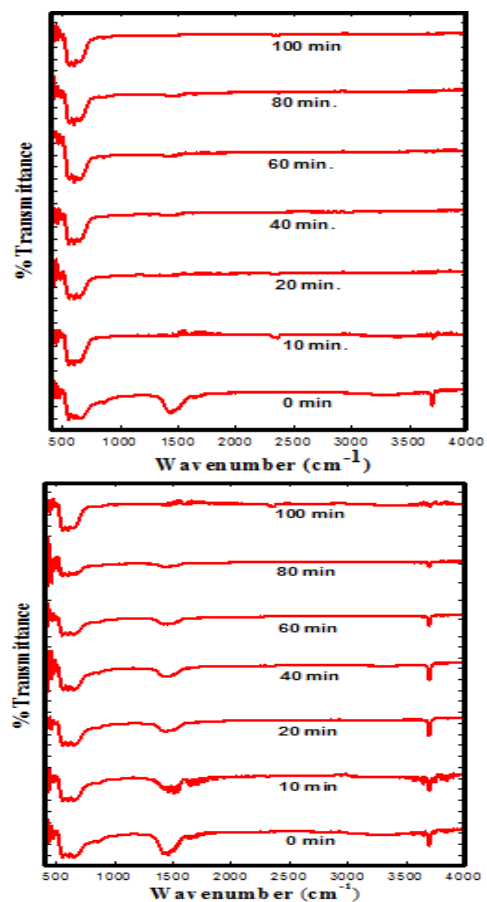 100 min
80 min.
60 min.
40 min.
20 min.
10 min.
0 min
% Transmittance
500 1000 1500 2000 2500 3000 3500 4000
Wavenumber (cm-1)
100 min
80 min
60 min
40 min
20 min
10 min
0 min
% Transmittance
500 1000 1500 2000 2500 3000 3500 4000
Wavenumber (cm-1)